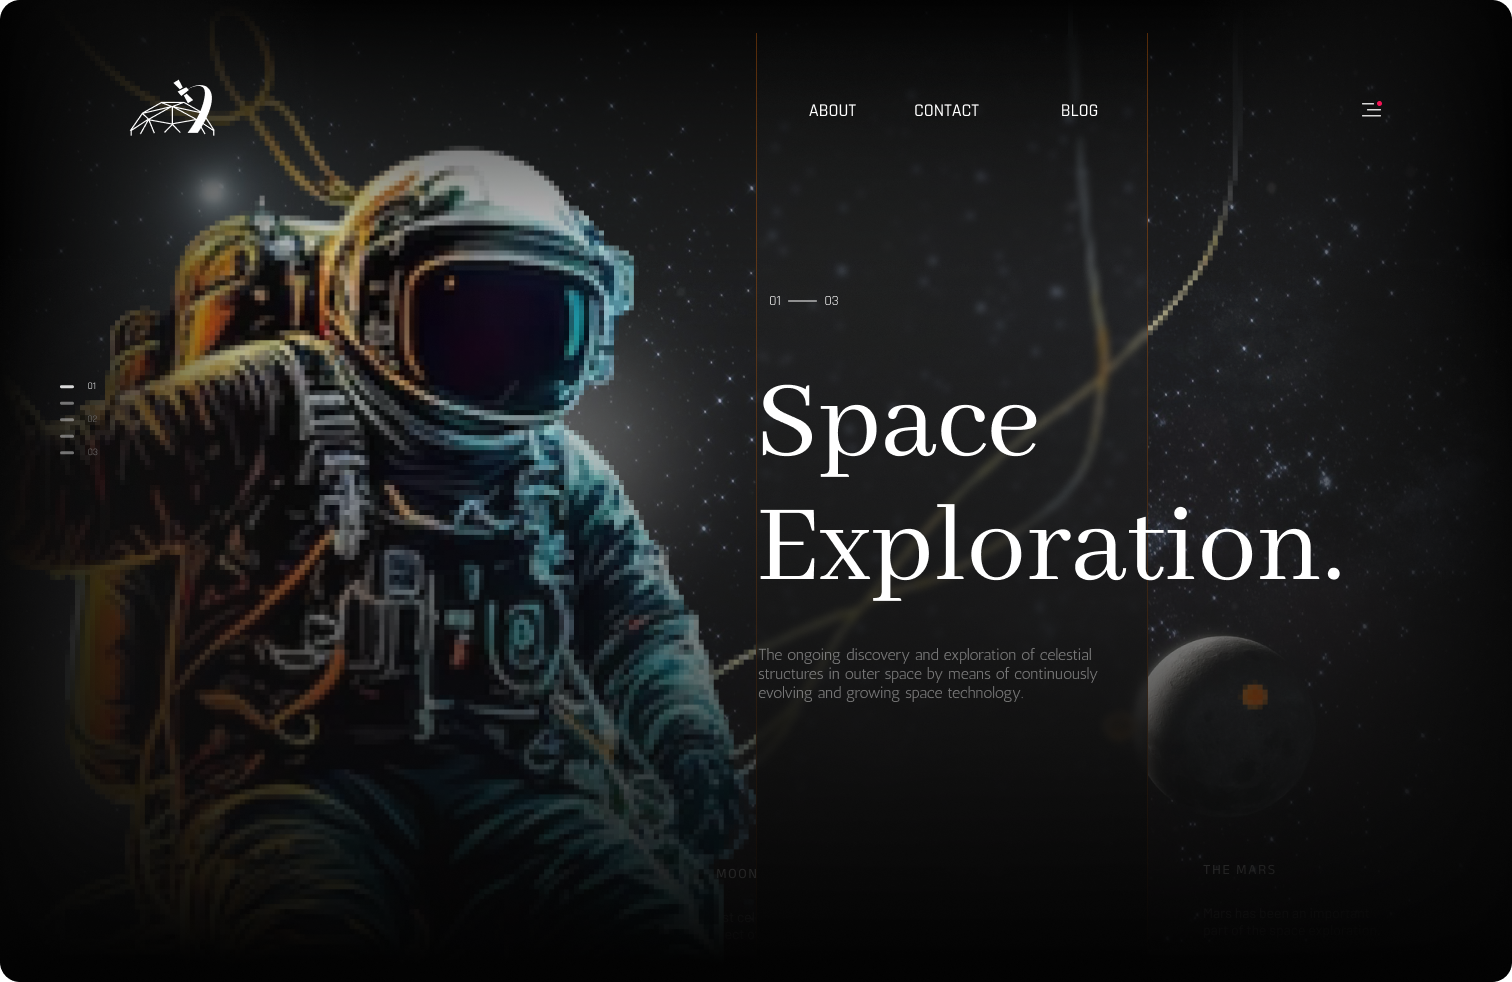 ABOUT CONTACT BLOG
01 03
01
02
03
Space
Exploration.
The ongoing discovery and exploration of celestial
structures in outer space by means of continuously
evolving and growing space technology.
MOON
THE MARS